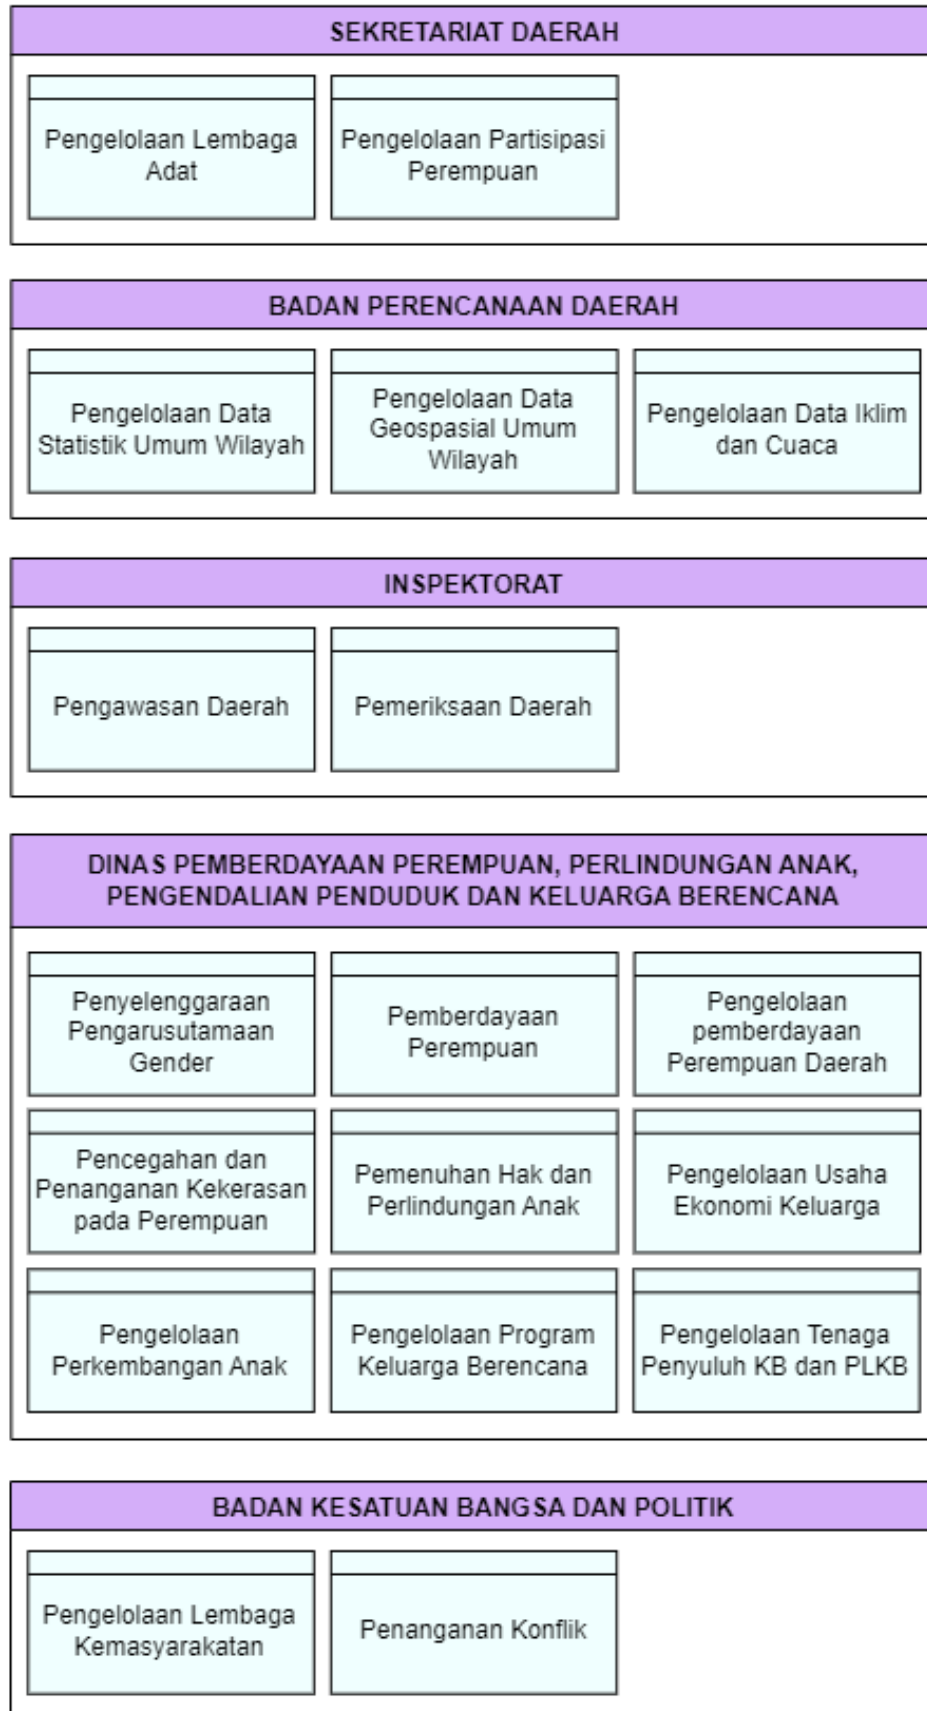 SEKRETARIAT DAERAH
Pengelolaan Lembaga
Adat
Pengelolaan Partisipasi
Perempuan
BADAN PERENCANAAN DAERAH
Pengelolaan Data
Statistik Umum Wilayah
Pengelolaan Data
Geospasial Umum
Wilayah
Pengelolaan Data Iklim
dan Cuaca
INSPEKTORAT
Pengawasan Daerah
Pemeriksaan Daerah
DINAS PEMBERDAYAAN PEREMPUAN, PERLINDUNGAN ANAK,
PENGENDALIAN PENDUDUK DAN KELUARGA BERENCANA
Penyelenggaraan
Pengarusutamaan
Gender
Pemberdayaan
Perempuan
Pengelolaan
pemberdayaan
Perempuan Daerah
Pencegahan dan
Penanganan Kekerasan
pada Perempuan
Pemenuhan Hak dan
Perlindungan Anak
Pengelolaan Usaha
Ekonomi Keluarga
Pengelolaan
Perkembangan Anak
Pengelolaan Program
Keluarga Berencana
Pengelolaan Tenaga
Penyuluh KB dan PLKB
BADAN KESATUAN BANGSA DAN POLITIK
Pengelolaan Lembaga
Kemasyarakatan
Penanganan Konflik